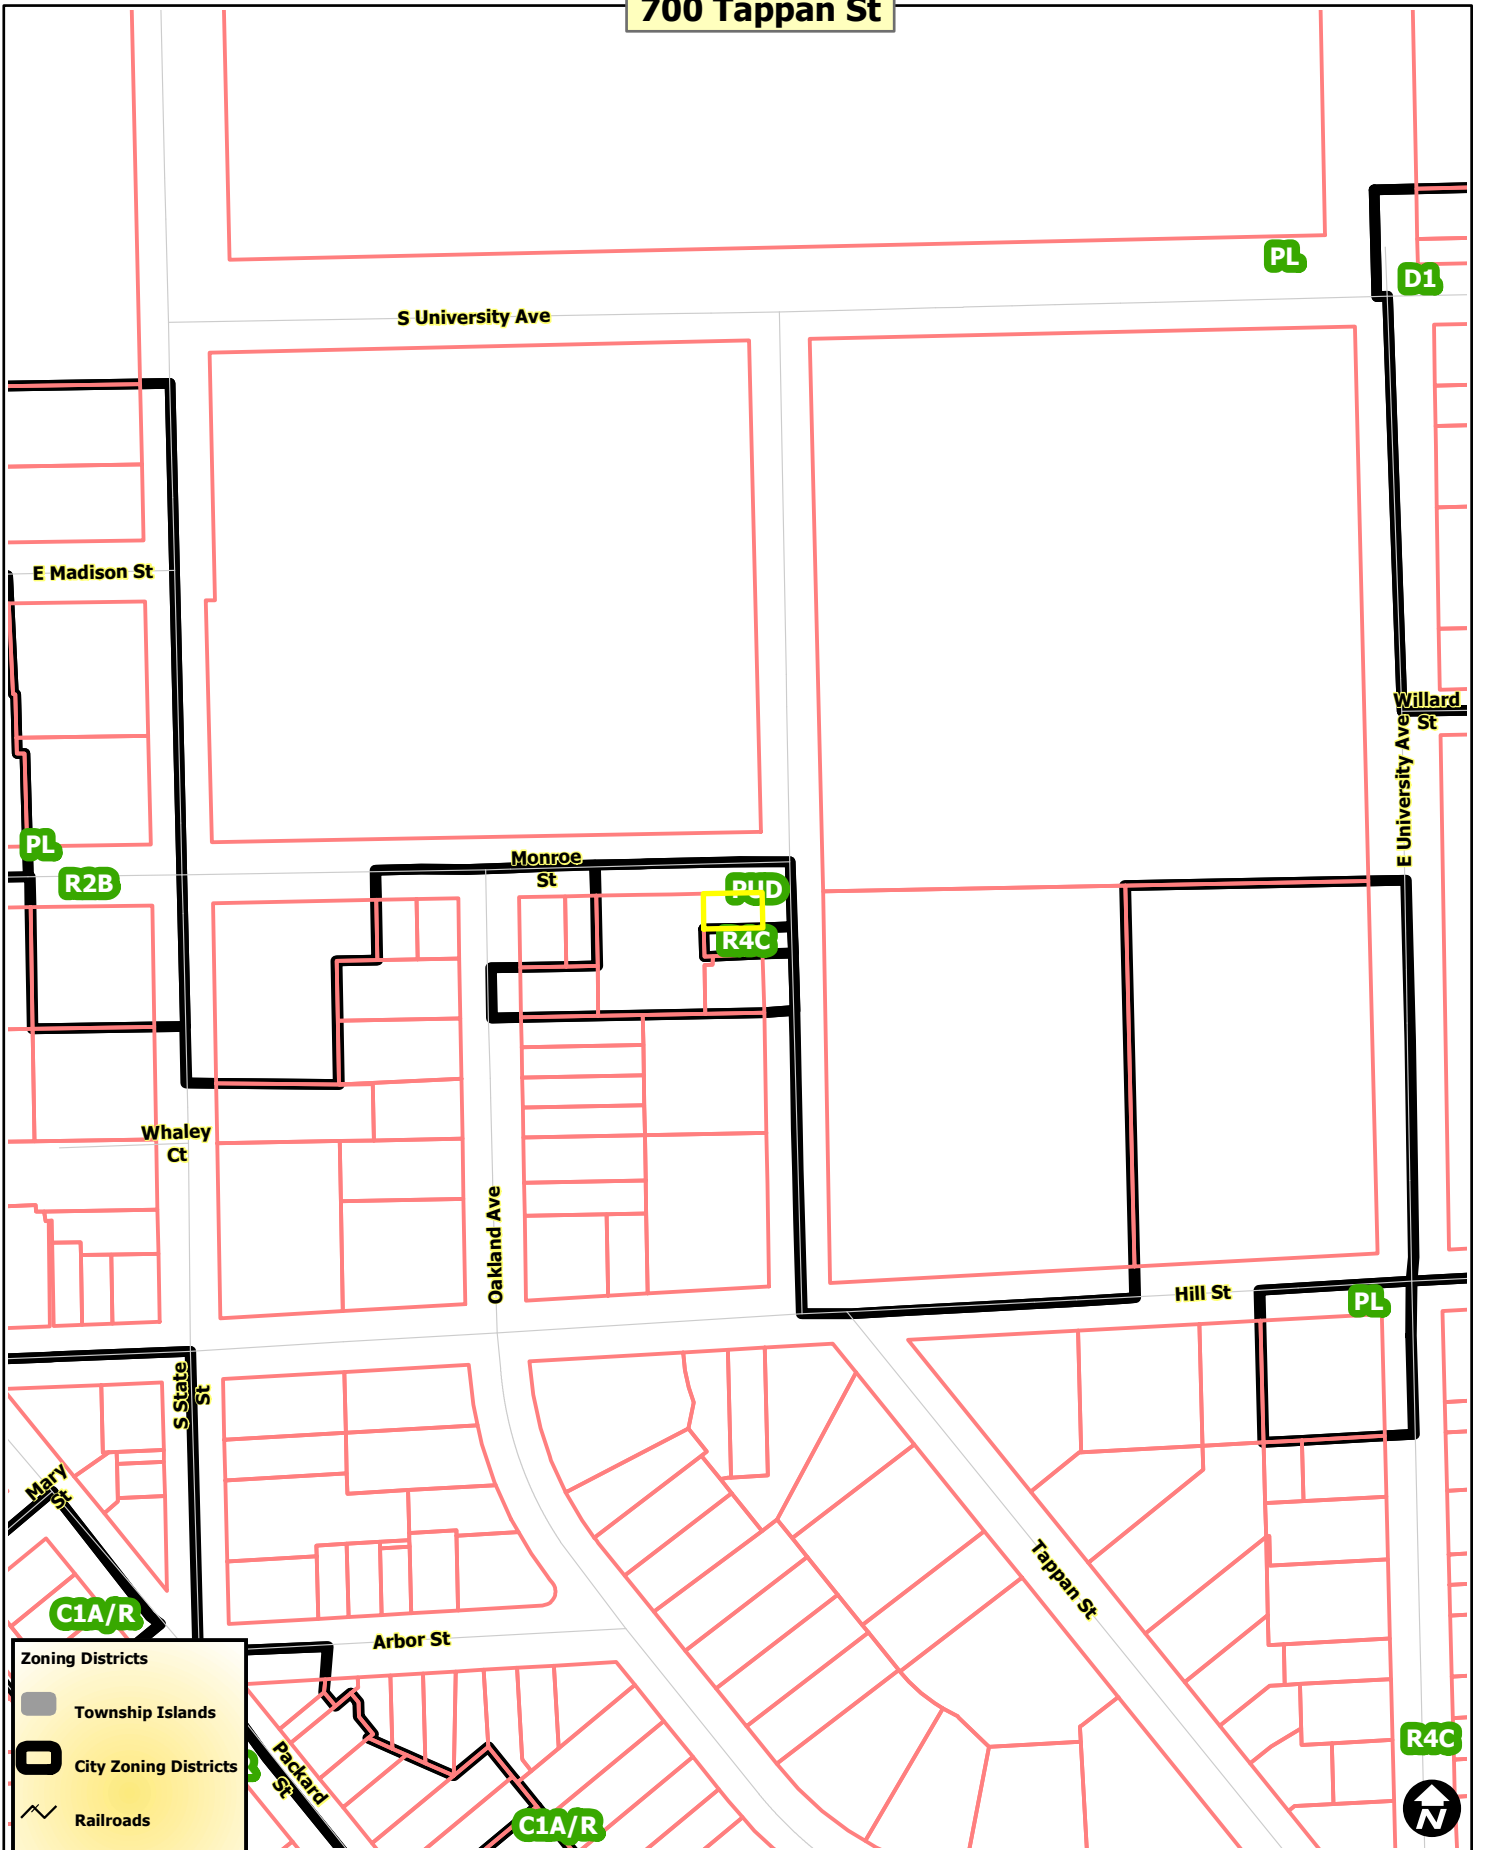 700 Tappan St
PL
D1
S University Ave
E Madison St
Willard
St
E University Ave
PL
R2B
Monroe
St
PUD
R4C
Whaley
Ct
Oakland Ave
Hill St
PL
S State
St
Mary
St
Tappan St
C1A/R
Arbor St
Packard
St
R4C
C1A/R
Zoning Districts
Township Islands
City Zoning Districts
Railroads
N